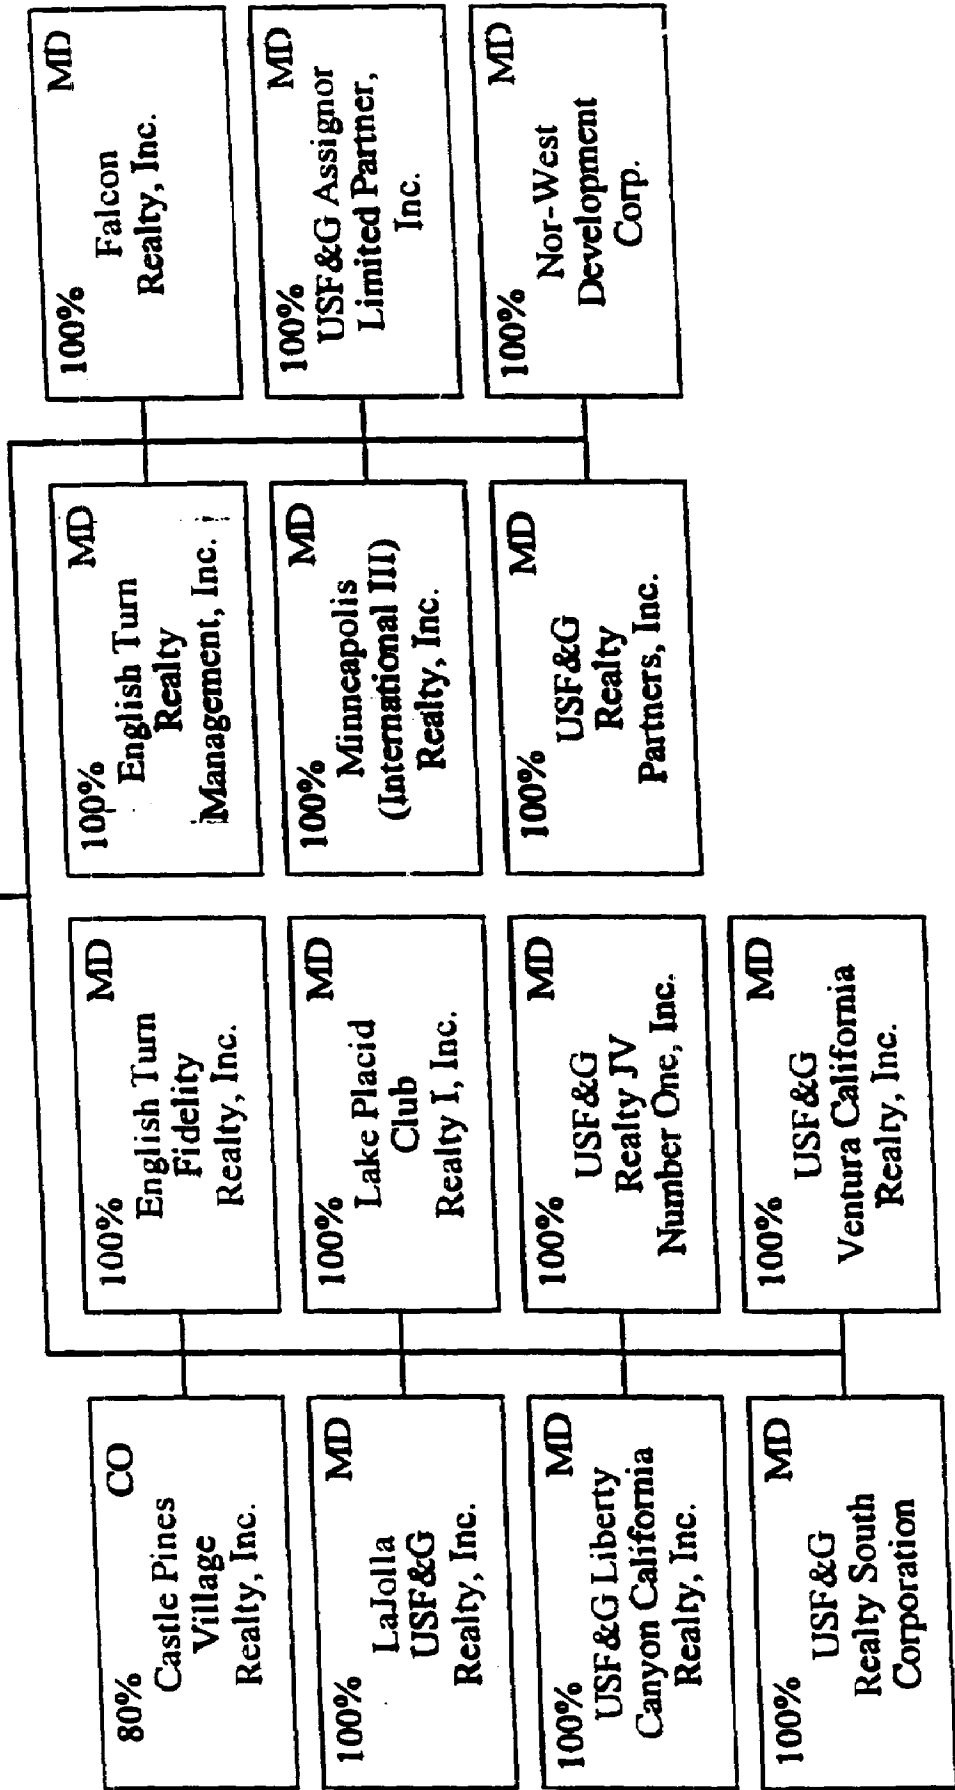 80% CO
Castle Pines
Village
Realty, Inc.
100% MD
English Turn
Fidelity
Realty, Inc.
100% MD
English Turn
Realty
Management, Inc.
100% MD
Falcon
Realty, Inc.
100% MD
LaJolla
USF&G
Realty, Inc.
100% MD
Lake Placid
Club
Realty I, Inc.
100% MD
Minneapolis
(International III)
Realty, Inc.
100% MD
USF&G Assignor
Limited Partner,
Inc.
100% MD
USF&G Liberty
Canyon California
Realty, Inc.
100% MD
USF&G
Realty JV
Number One, Inc.
100% MD
USF&G
Realty
Partners, Inc.
100% MD
Nor-West
Development
Corp.
100% MD
USF&G
Realty South
Corporation
100% MD
USF&G
Ventura California
Realty, Inc.